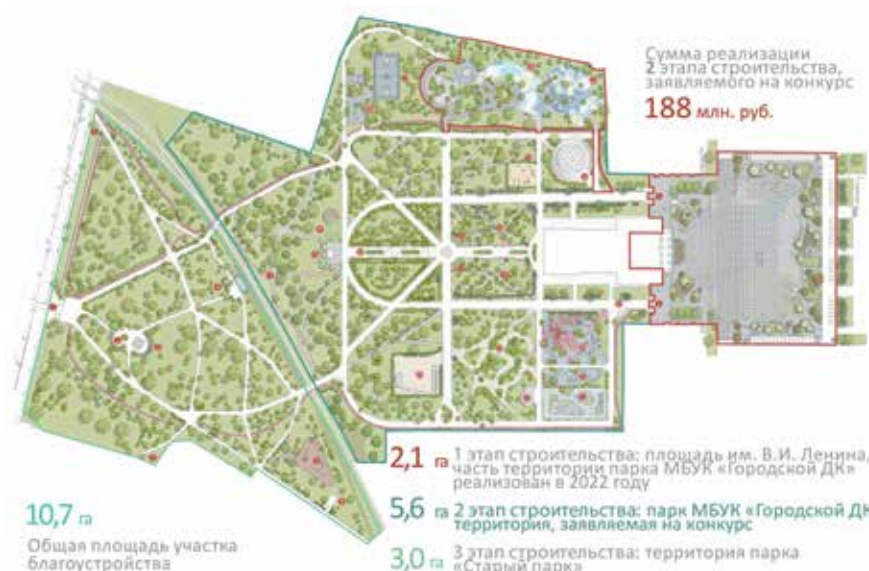 Сумма реализации
2 этапа строительства,
заявляемого на конкурс
188 млн. руб.
2,1 га 1 этап строительства: площадь им. В.И. Ленина,
часть территории парка МБУК «Городской ДК»
реализован в 2022 году
5,6 га 2 этап строительства: парк МБУК «Городской ДК
территория, заявляемая на конкурс
3,0 га 3 этап строительства: территория парка
«Старый парк»
10,7 га
Общая площадь участка
благоустройства